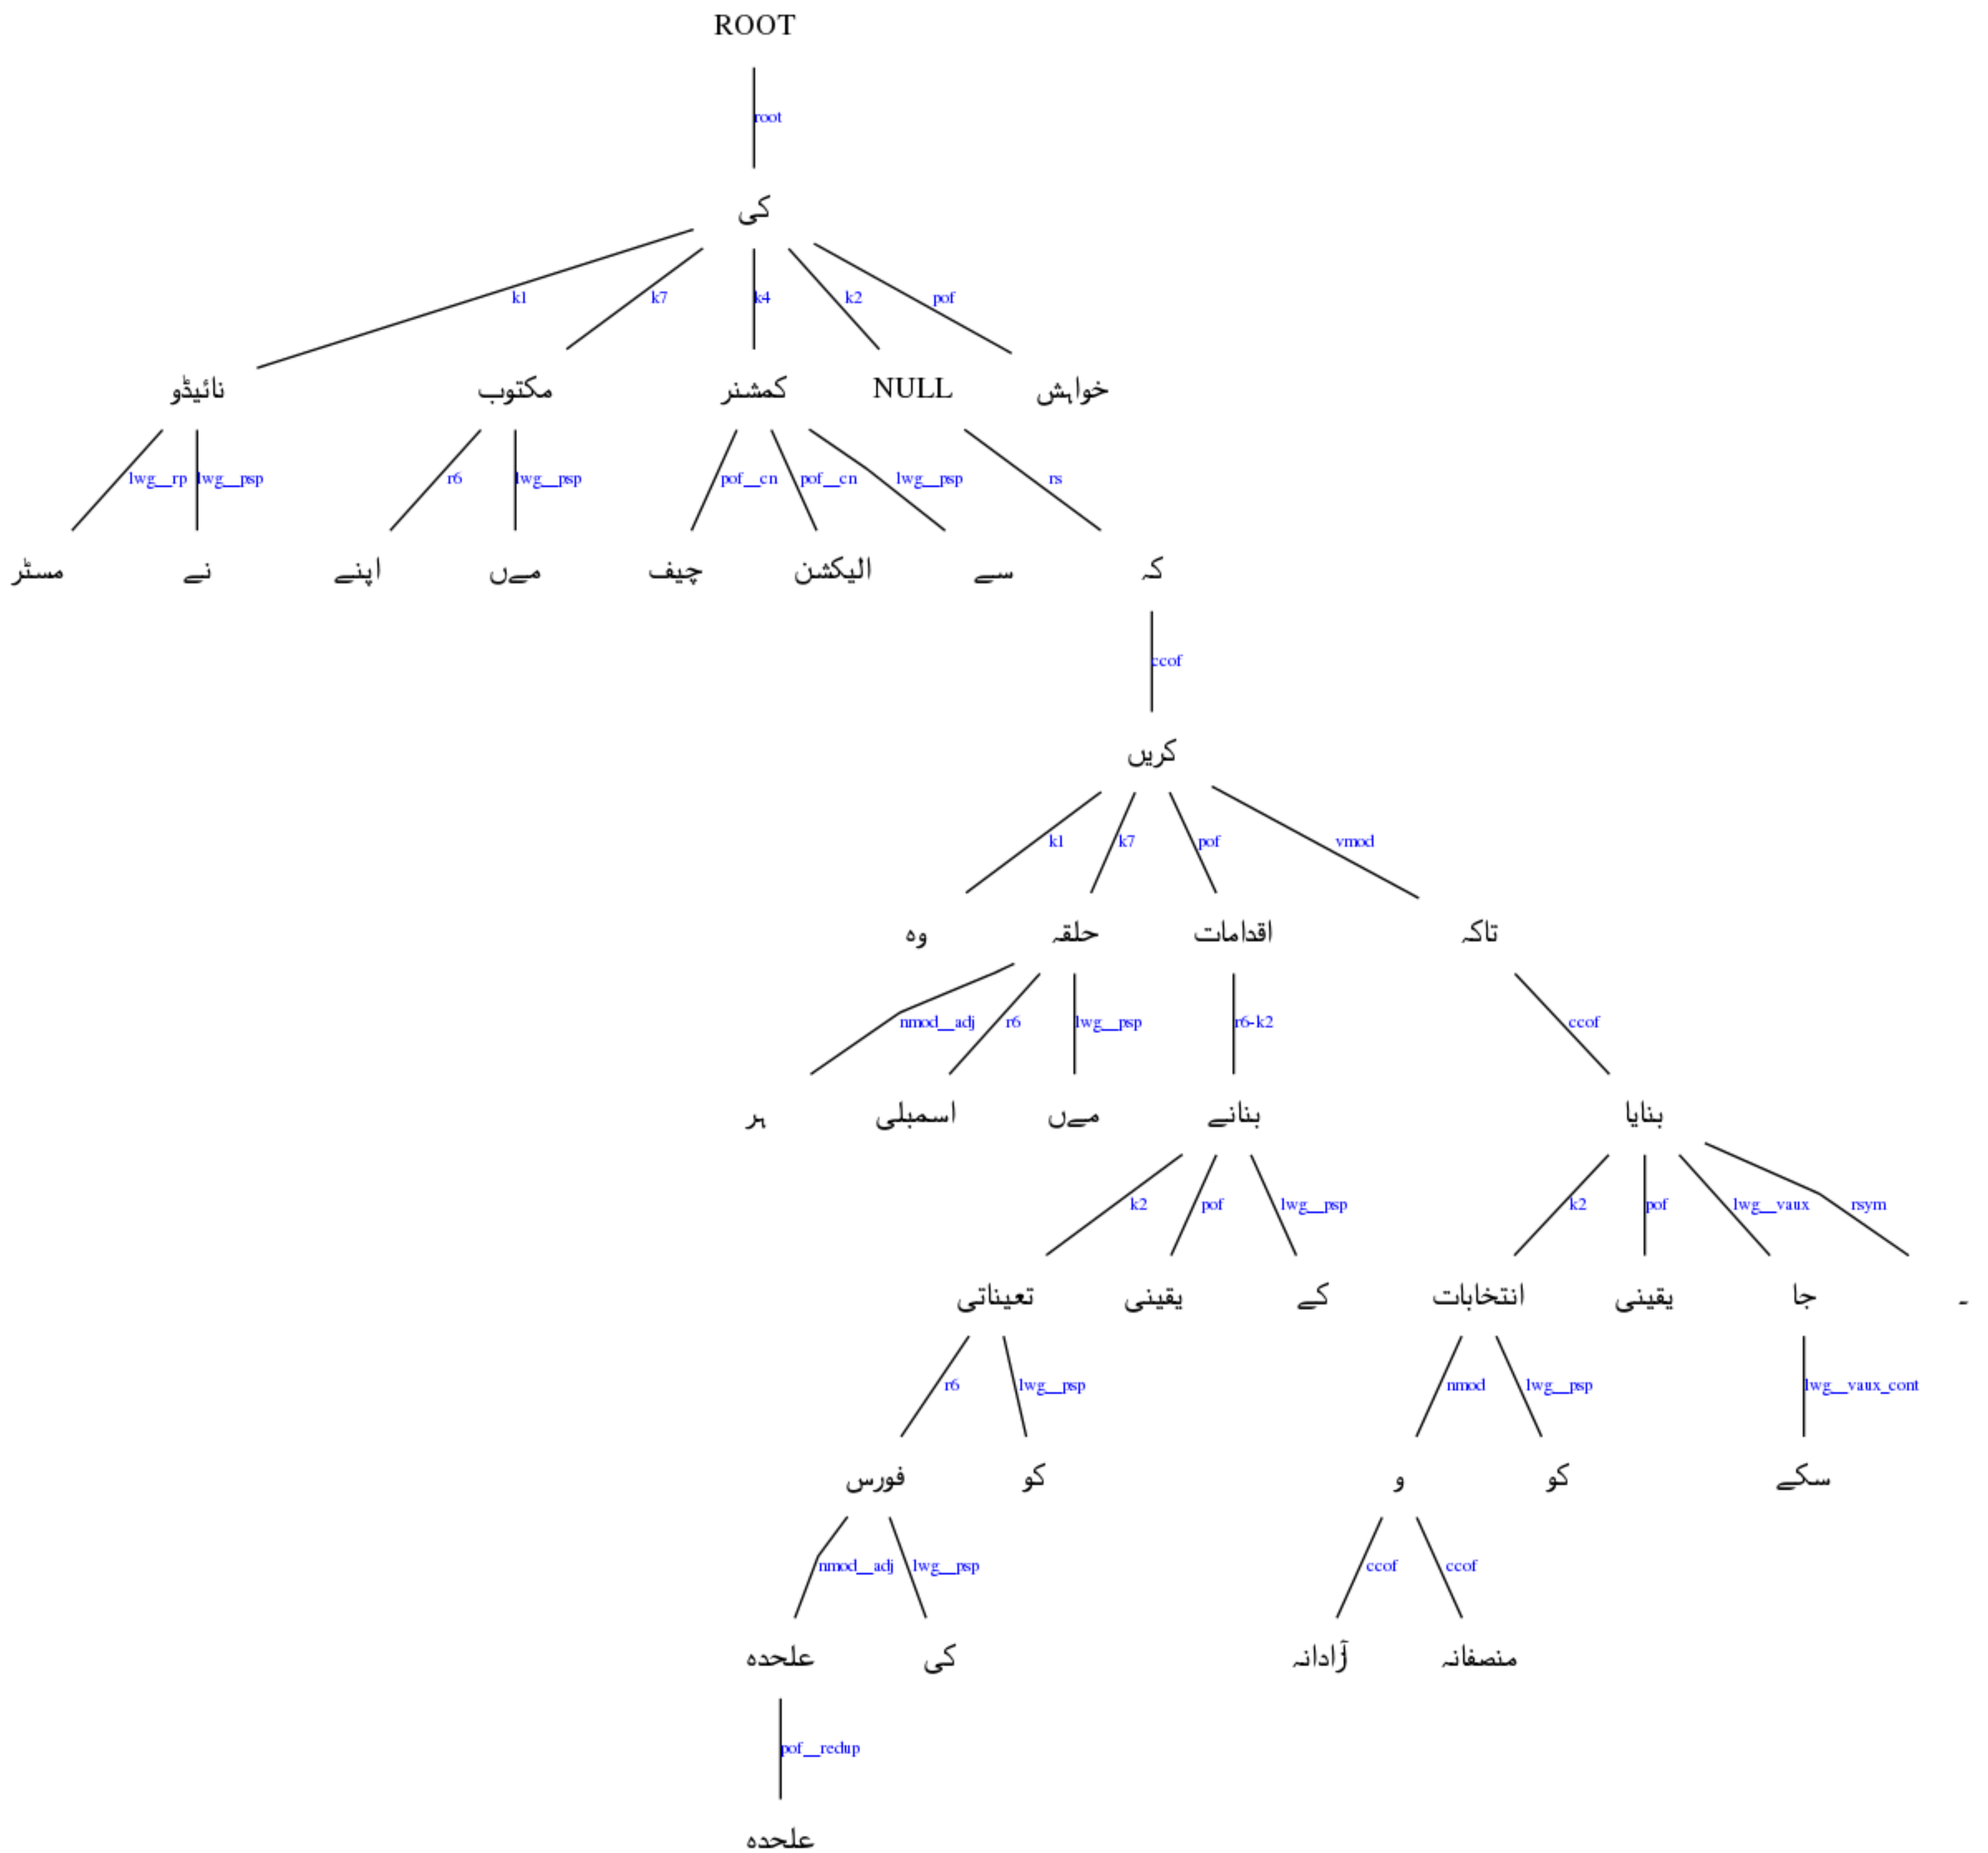 ROOT
root
کی
k1 k7 k4 k2 pof
نائیڈو مکتوب کمشنر NULL خواہش
lwg__rp lwg__psp r6 lwg__psp pof__cn pof__cn lwg__psp rs
مسٹر نے اپنے مےں چیف الیکشن سے کہ
ccof
کریں
k1 k7 pof vmod
وہ حلقہ اقدامات تاکہ
nmod__adj r6 lwg__psp r6-k2 ccof
ہر اسمبلی مےں بنانے بنایا
k2 pof lwg__psp k2 pof lwg__vaux rsym
تعیناتی یقینی کے انتخابات یقینی جا ۔
r6 lwg__psp nmod lwg__psp lwg__vaux_cont
فورس کو و کو سکے
nmod__adj lwg__psp ccof ccof
علحدہ کی آزادانہ منصفانہ
pof__redup
علحدہ